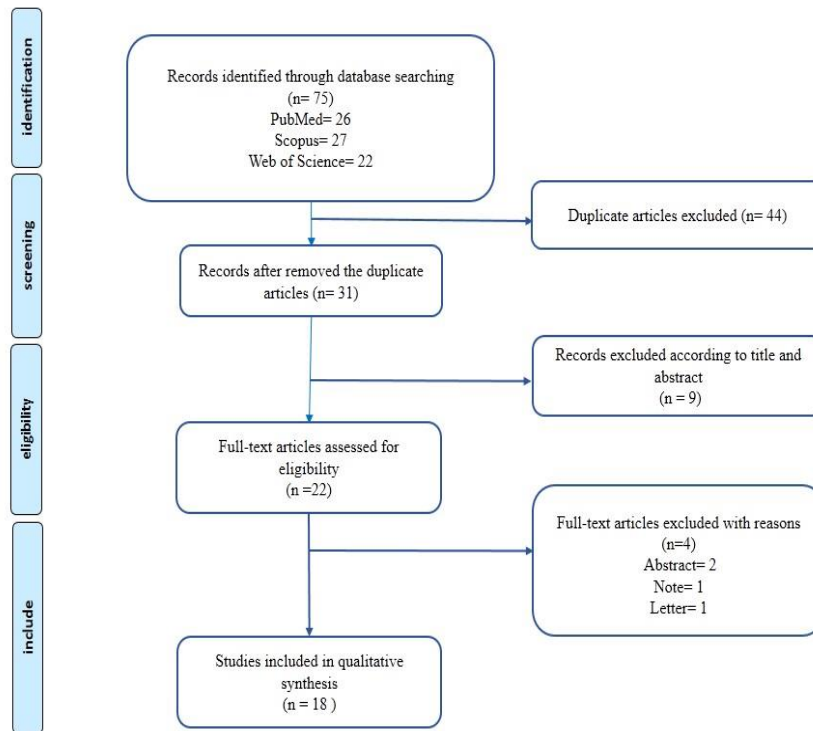 identification
Records identified through database searching
(n= 75)
PubMed= 26
Scopus= 27
Web of Science= 22
screening
Duplicate articles excluded (n= 44)
Records after removed the duplicate
articles (n= 31)
eligibility
Records excluded according to title and
abstract
(n = 9)
Full-text articles assessed for
eligibility
(n =22)
include
Full-text articles excluded with reasons
(n=4)
Abstract= 2
Note= 1
Letter= 1
Studies included in qualitative
synthesis
(n = 18 )